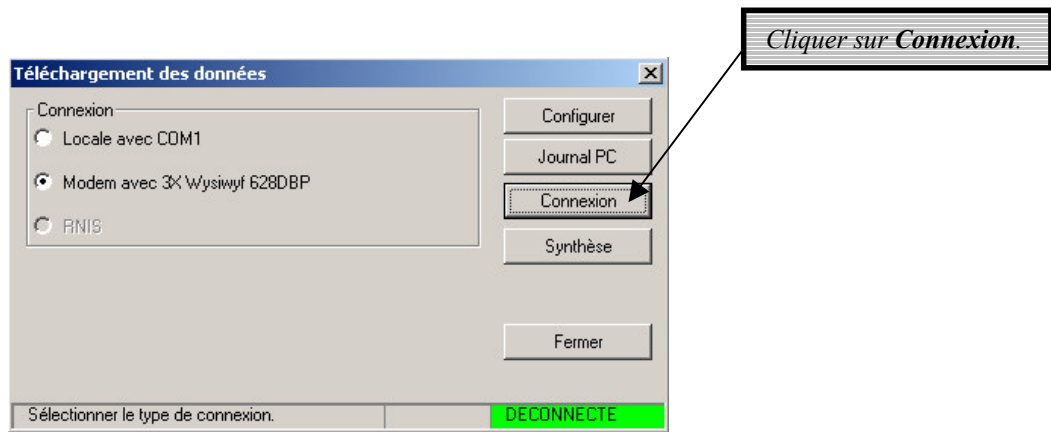 Cliquer sur Connexion.
Téléchargement des données
Connexion
Locale avec COM1
Modem avec 3X Wysiwyf 628DBP
RNIS
Configurer
Journal PC
Connexion
Synthèse
Fermer
Sélectionner le type de connexion.
DECONNECTE